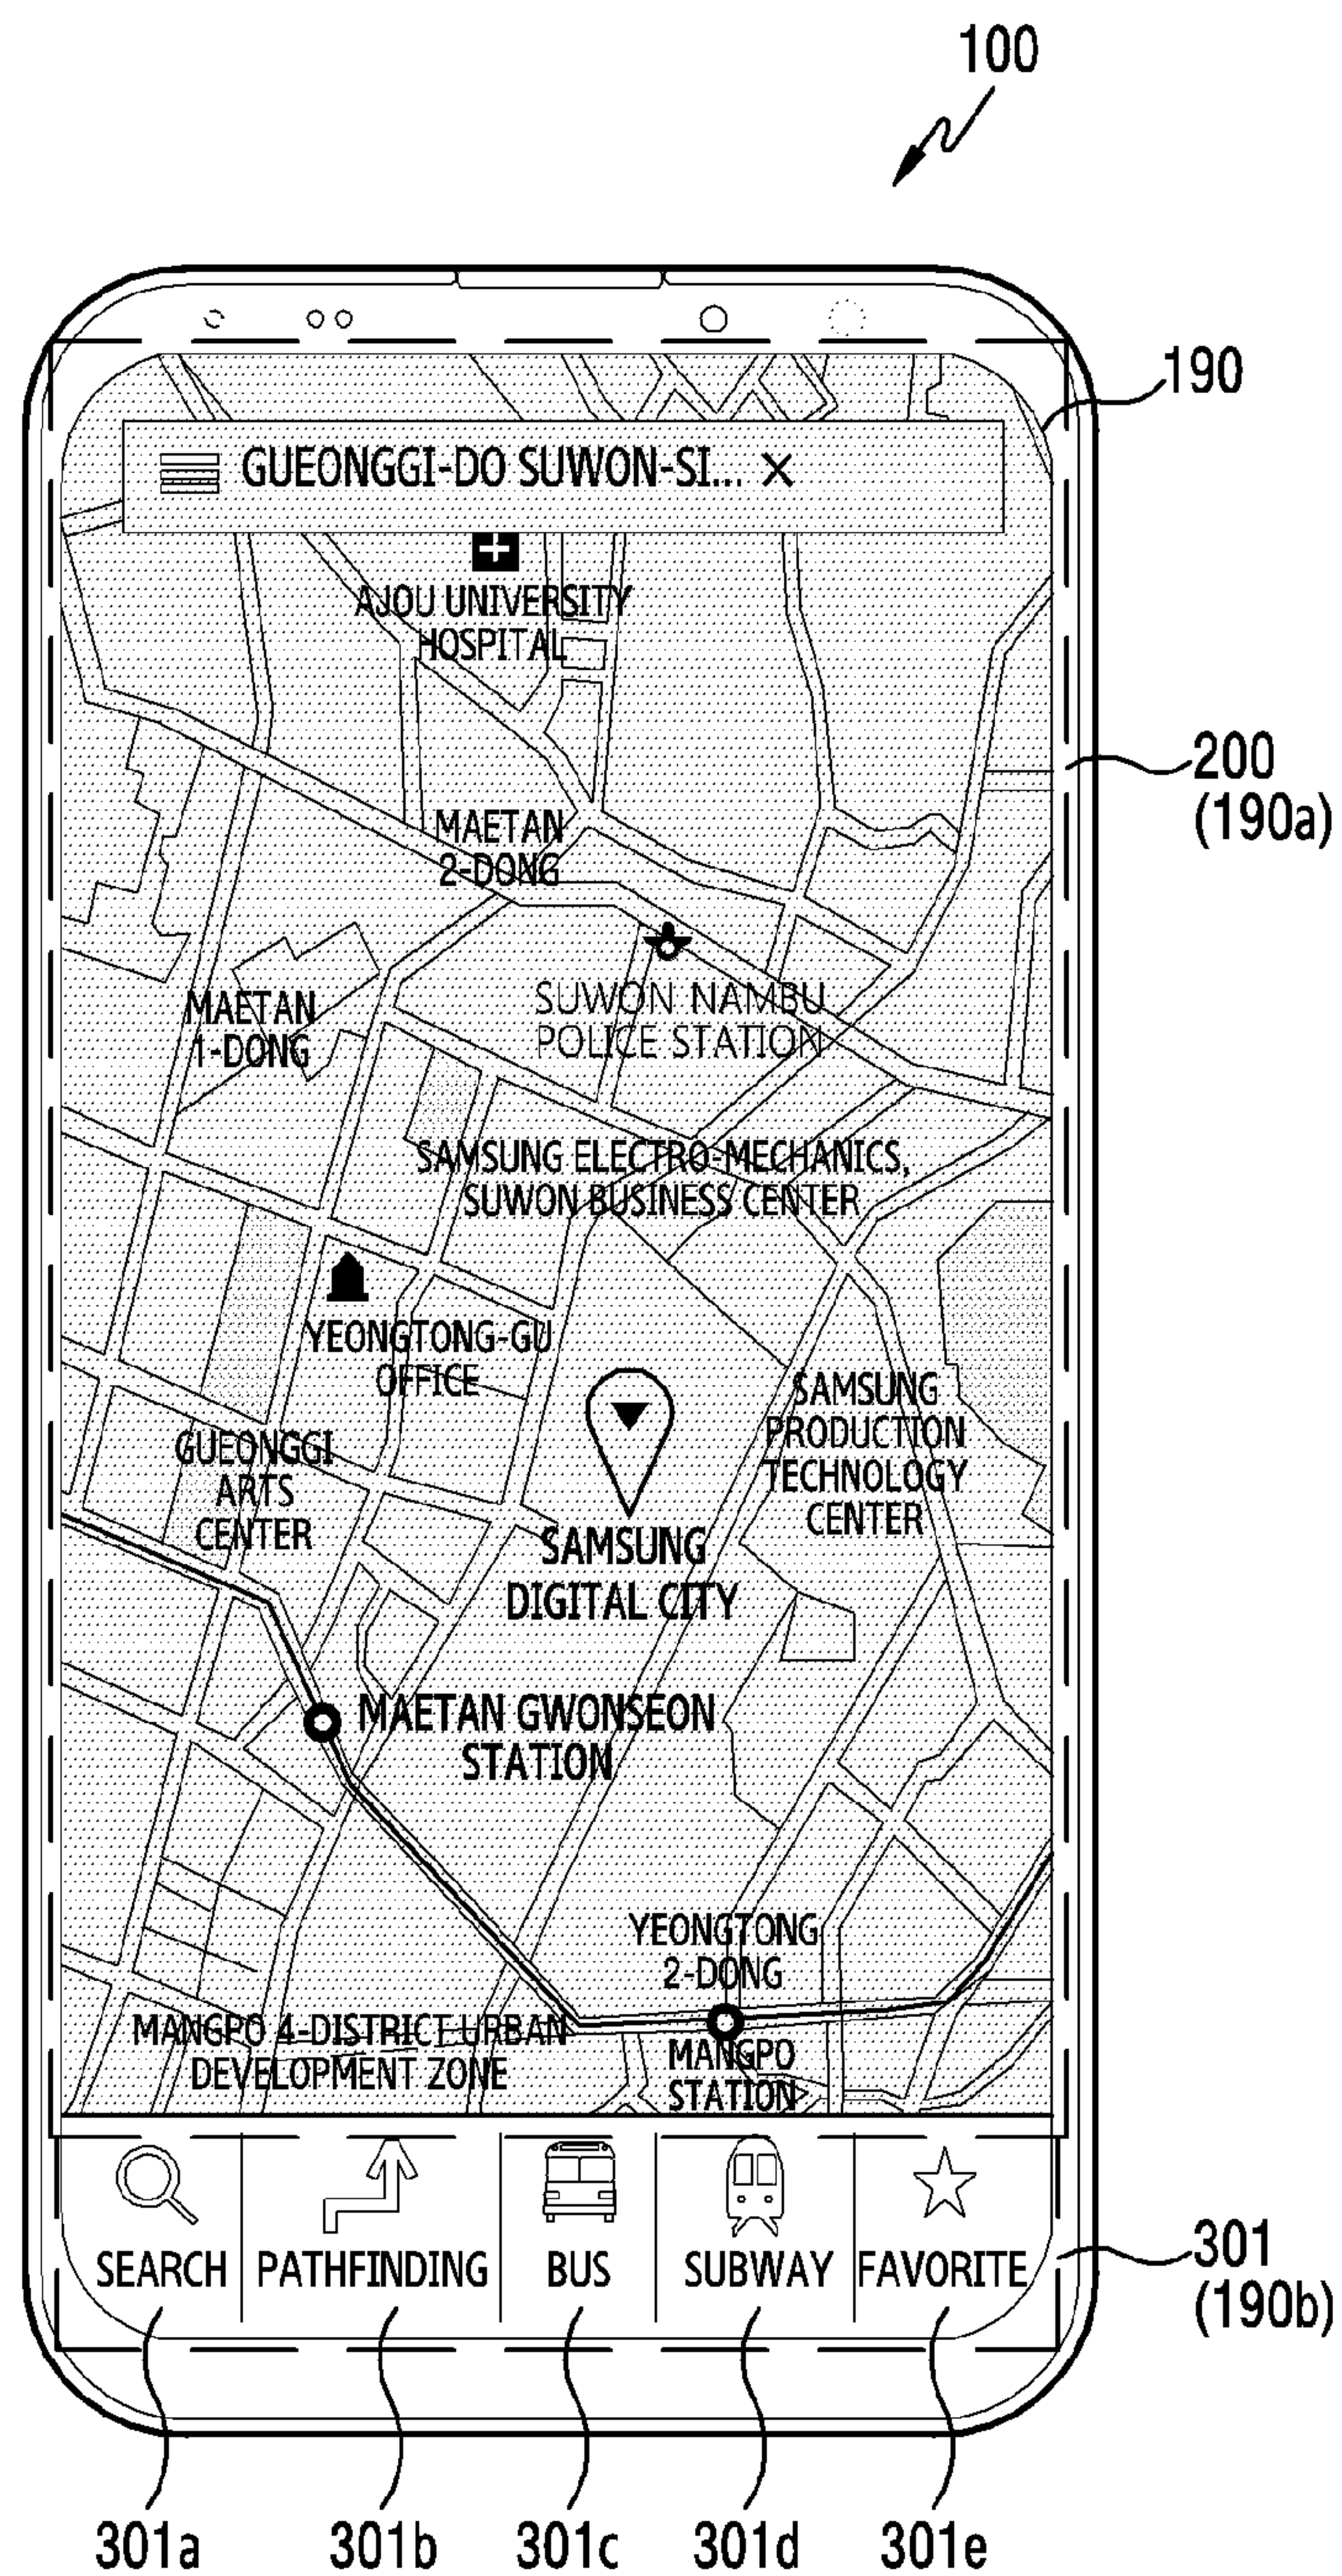 100
190
GUEONGGI-DO SUWON-SI... X
AJOU UNIVERSITY
HOSPITAL
200
(190a)
MAETAN
2-DONG
MAETAN
1-DONG
SUWON NAMBU
POLICE STATION
SAMSUNG ELECTRO-MECHANICS,
SUWON BUSINESS CENTER
YEONGTONG-GU
OFFICE
SAMSUNG
PRODUCTION
TECHNOLOGY
CENTER
GUEONGGI
ARTS
CENTER
SAMSUNG
DIGITAL CITY
MAETAN GWONSEON
STATION
YEONGTONG
2-DONG
MANGPO 4-DISTRICT URBAN
DEVELOPMENT ZONE
MANGPO
STATION
SEARCH PATHFINDING BUS SUBWAY FAVORITE
301
(190b)
301a 301b 301c 301d 301e